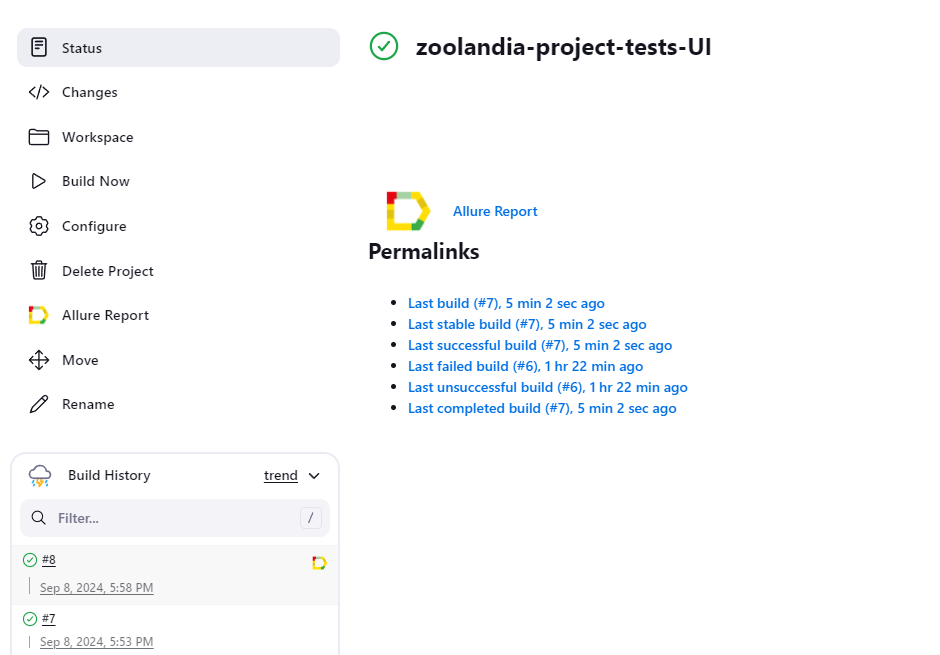 Status
Changes
Workspace
Build Now
Configure
Delete Project
Allure Report
Move
Rename
Build History
trend
Filter...
/
#8
Sep 8, 2024, 5:58 PM
#7
Sep 8, 2024, 5:53 PM
zoolandia-project-tests-UI
Allure Report
Permalinks
Last build (#7), 5 min 2 sec ago
Last stable build (#7), 5 min 2 sec ago
Last successful build (#7), 5 min 2 sec ago
Last failed build (#6), 1 hr 22 min ago
Last unsuccessful build (#6), 1 hr 22 min ago
Last completed build (#7), 5 min 2 sec ago